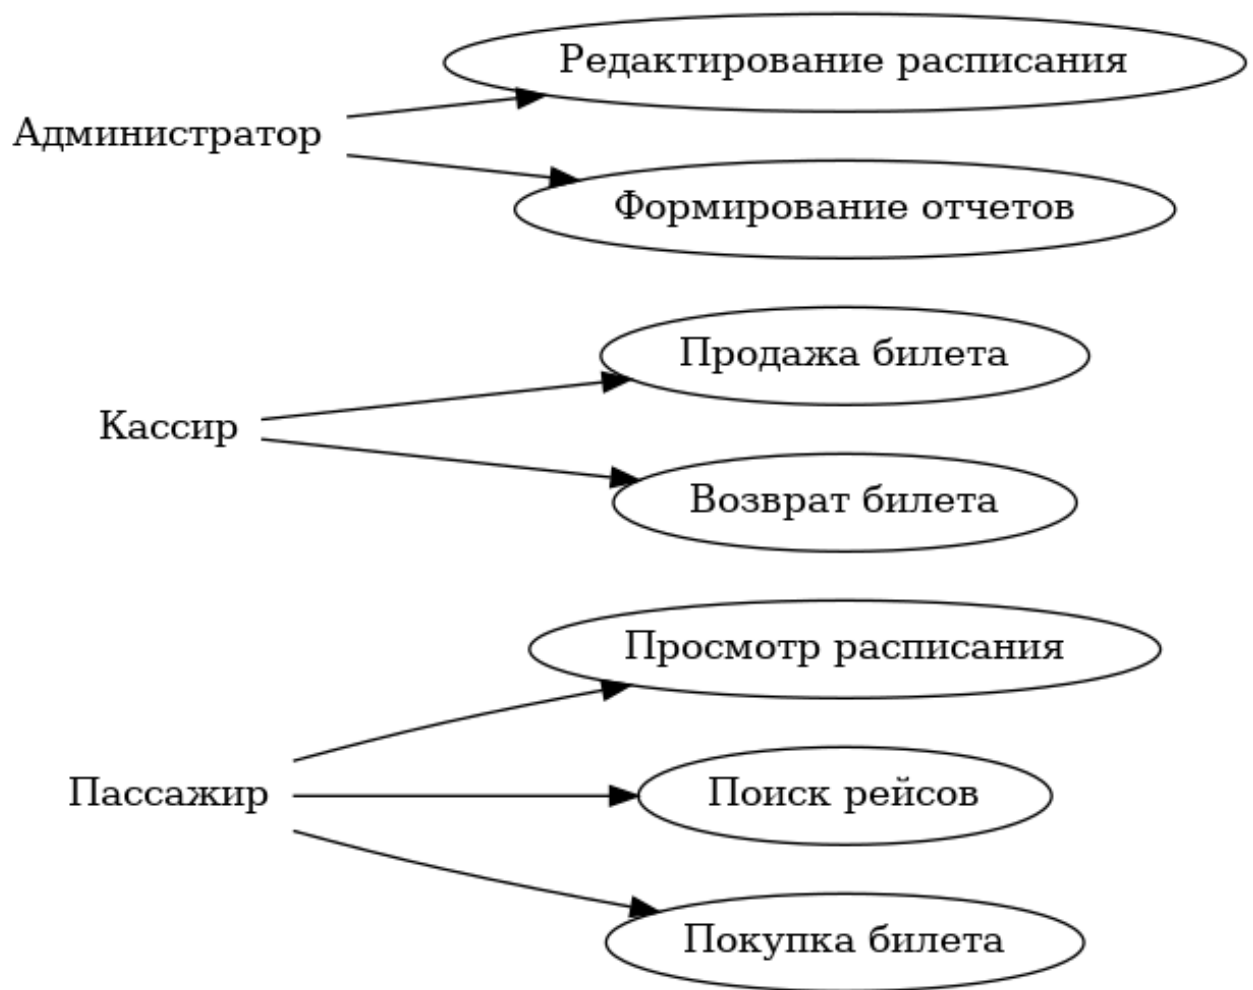 Редактирование расписания
Администратор
Формирование отчетов
Продажа билета
Кассир
Возврат билета
Просмотр расписания
Пассажир
Поиск рейсов
Покупка билета